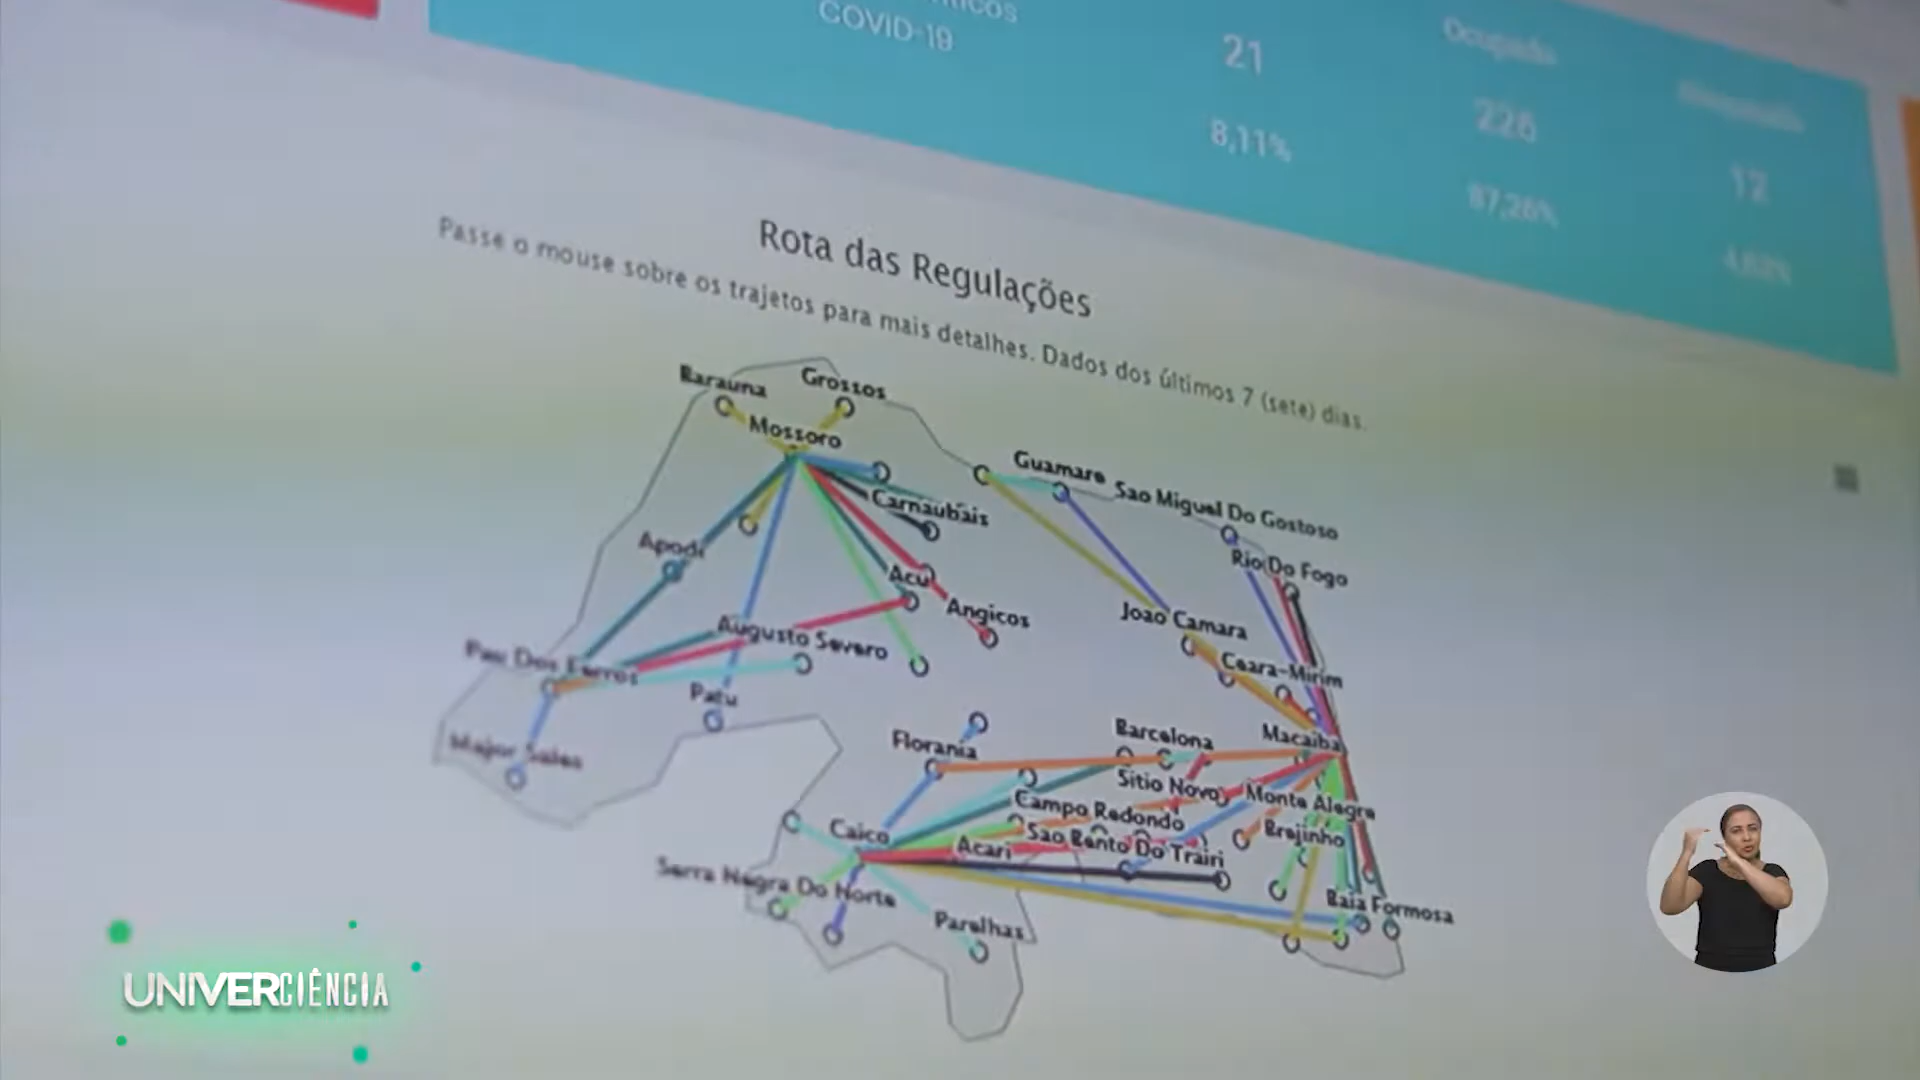 COVID-19
21
Ocupado
226
12
8,11%
87,26%
4,63%
Rota das Regulações
Passe o mouse sobre os trajetos para mais detalhes. Dados dos últimos 7 (sete) dias.
Barauna
Grossos
Mossoro
Guamare
Sao Miguel Do Gostoso
Carnaubais
Rio Do Fogo
Apodi
Acu
Angicos
Joao Camara
Augusto Severo
Ceara-Mirim
Pau Dos Ferros
Patu
Major Sales
Florania
Barcelona
Macaiba
Sitio Novo
Monte Alegre
Campo Redondo
Brejinho
Caico
Acari
Sao Bento Do Trairi
Serra Negra Do Norte
Baia Formosa
Parelhas
UNIVERCIÊNCIA